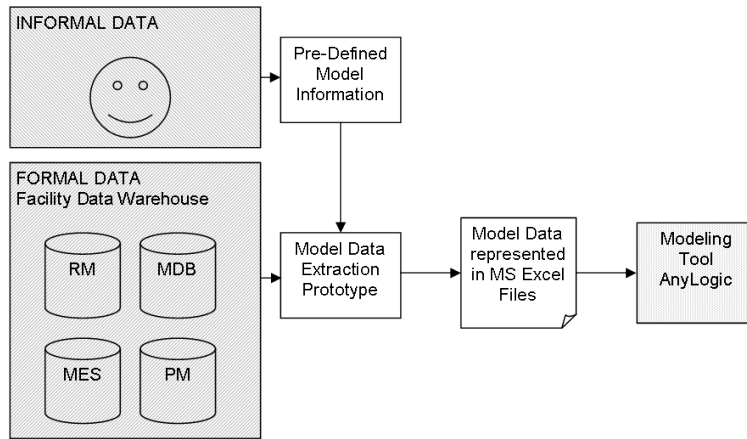 INFORMAL DATA
Pre-Defined
Model
Information
FORMAL DATA
Facility Data Warehouse
RM
MDB
MES
PM
Model Data
Extraction
Prototype
Model Data
represented
in MS Excel
Files
Modeling
Tool
AnyLogic